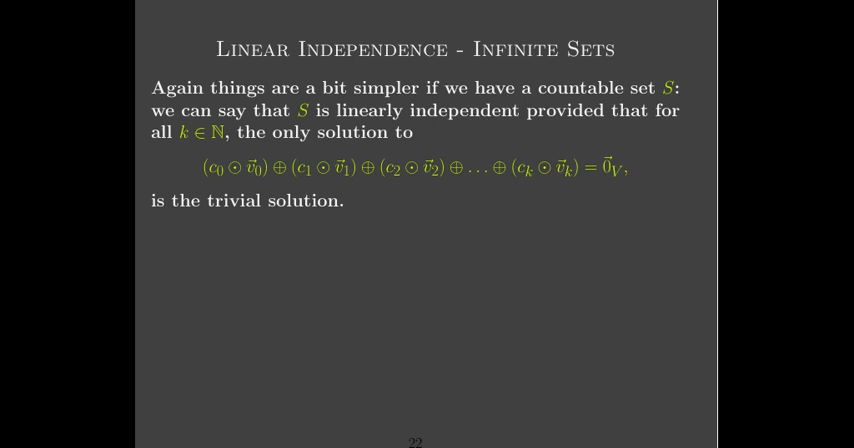 Linear Independence - Infinite Sets
Again things are a bit simpler if we have a countable set S:
we can say that S is linearly independent provided that for
all k ∈ ℕ, the only solution to
(c₀ ⊙ v⃗₀) ⊕ (c₁ ⊙ v⃗₁) ⊕ (c₂ ⊙ v⃗₂) ⊕ … ⊕ (cₖ ⊙ v⃗ₖ) = 0⃗_V,
is the trivial solution.
22